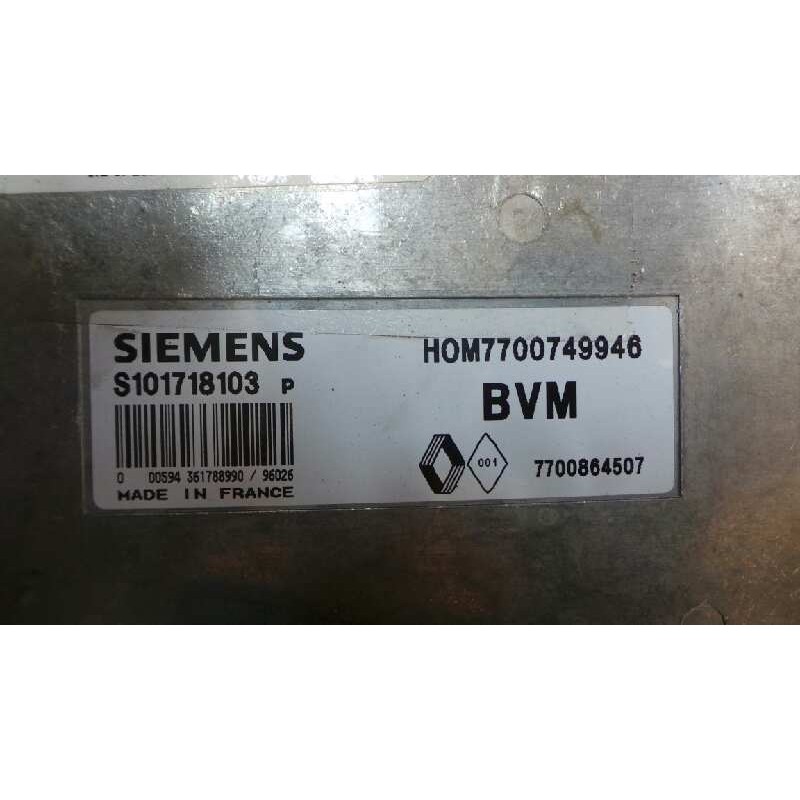 SIEMENS
S101718103 P
0 00594 361788990 / 96026
MADE IN FRANCE
HOM7700749946
BVM
001
7700864507